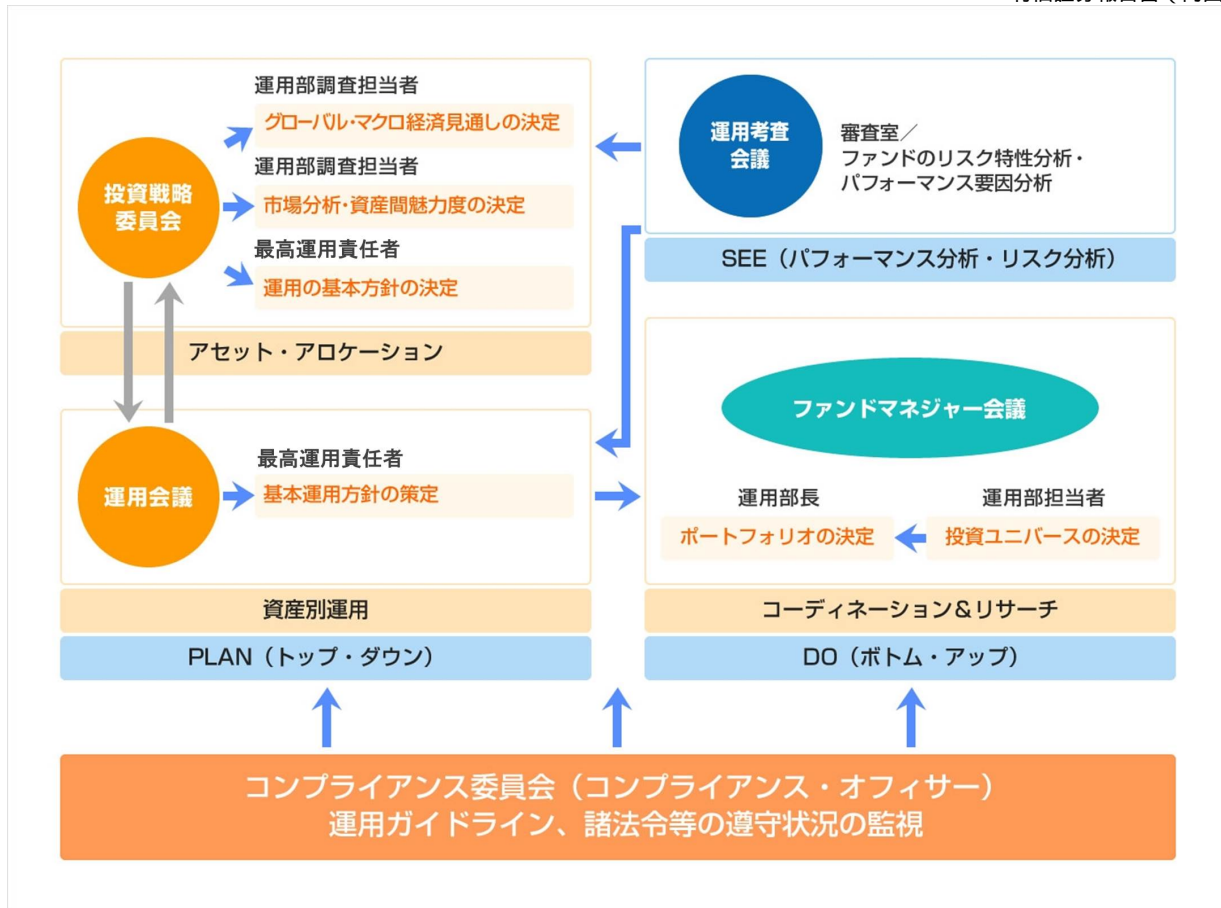 運用部調査担当者
グローバル・マクロ経済見通しの決定
運用部調査担当者
市場分析・資産間魅力度の決定
最高運用責任者
運用の基本方針の決定
投資戦略
委員会
アセット・アロケーション
運用会議
最高運用責任者
基本運用方針の策定
資産別運用
PLAN（トップ・ダウン）
運用考査
会議
審査室／
ファンドのリスク特性分析・
パフォーマンス要因分析
SEE（パフォーマンス分析・リスク分析）
ファンドマネジャー会議
運用部長
ポートフォリオの決定
運用部担当者
投資ユニバースの決定
コーディネーション＆リサーチ
DO（ボトム・アップ）
コンプライアンス委員会（コンプライアンス・オフィサー）
運用ガイドライン、諸法令等の遵守状況の監視